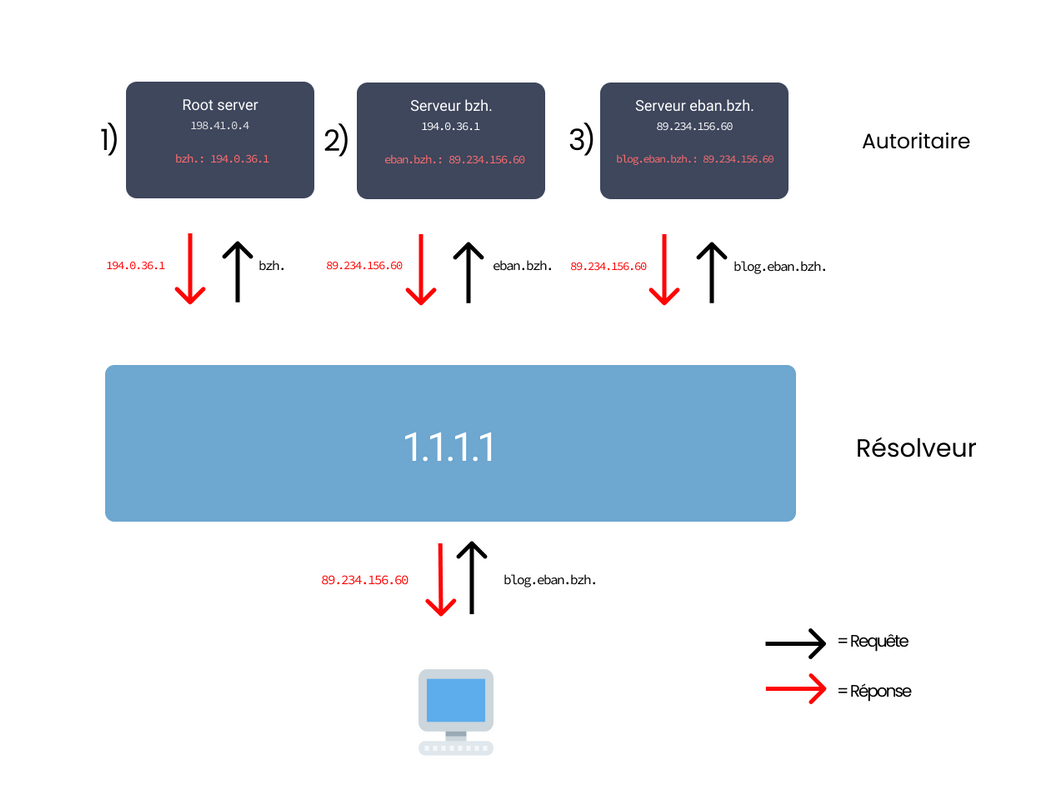 1)
Root server
198.41.0.4
bzh.: 194.0.36.1
2)
Serveur bzh.
194.0.36.1
eban.bzh.: 89.234.156.60
3)
Serveur eban.bzh.
89.234.156.60
blog.eban.bzh.: 89.234.156.60
Autoritaire
194.0.36.1
bzh.
89.234.156.60
eban.bzh.
89.234.156.60
blog.eban.bzh.
1.1.1.1
Résolveur
89.234.156.60
blog.eban.bzh.
= Requête
= Réponse